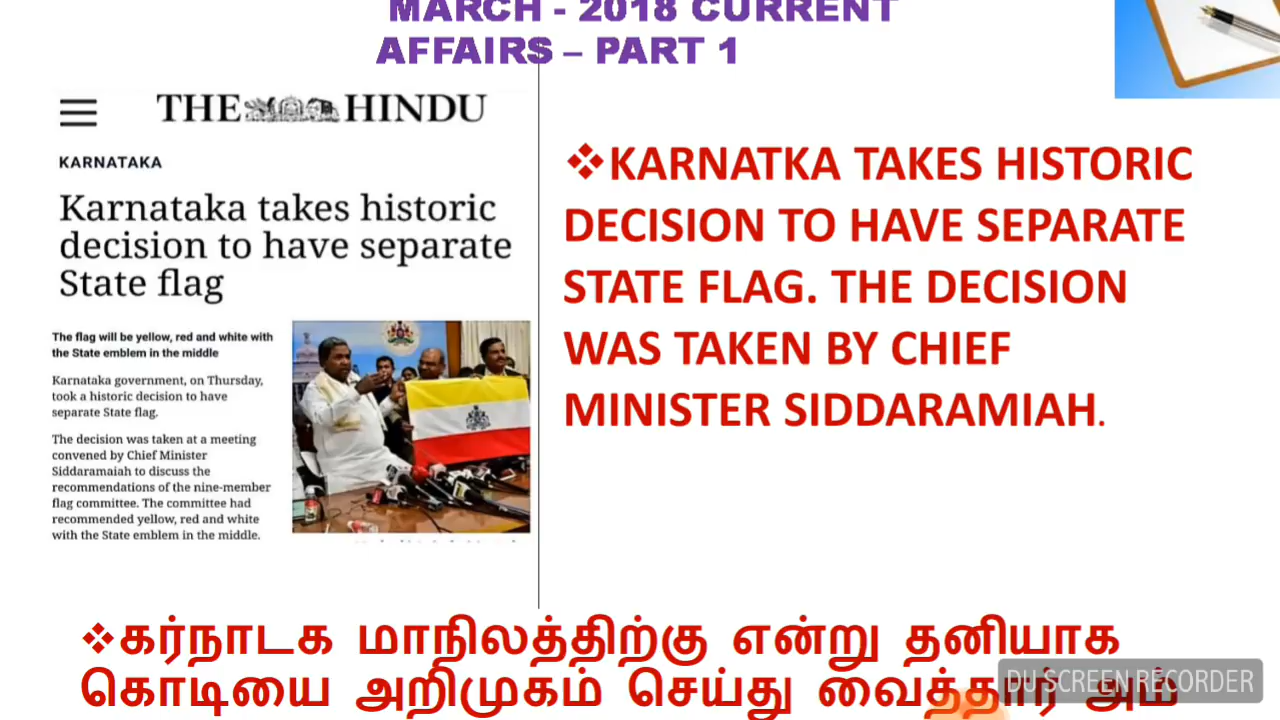 MARCH - 2018 CURRENT
AFFAIRS – PART 1
THE HINDU
KARNATAKA
Karnataka takes historic
decision to have separate
State flag
The flag will be yellow, red and white with
the State emblem in the middle
Karnataka government, on Thursday,
took a historic decision to have
separate State flag.
The decision was taken at a meeting
convened by Chief Minister
Siddaramaiah to discuss the
recommendations of the nine-member
flag committee. The committee had
recommended yellow, red and white
with the State emblem in the middle.
❖KARNATKA TAKES HISTORIC
DECISION TO HAVE SEPARATE
STATE FLAG. THE DECISION
WAS TAKEN BY CHIEF
MINISTER SIDDARAMIAH.
❖கர்நாடக மாநிலத்திற்கு என்று தனியாக
கொடியை அறிமுகம் செய்து வைத்தார் அம்
DU SCREEN RECORDER